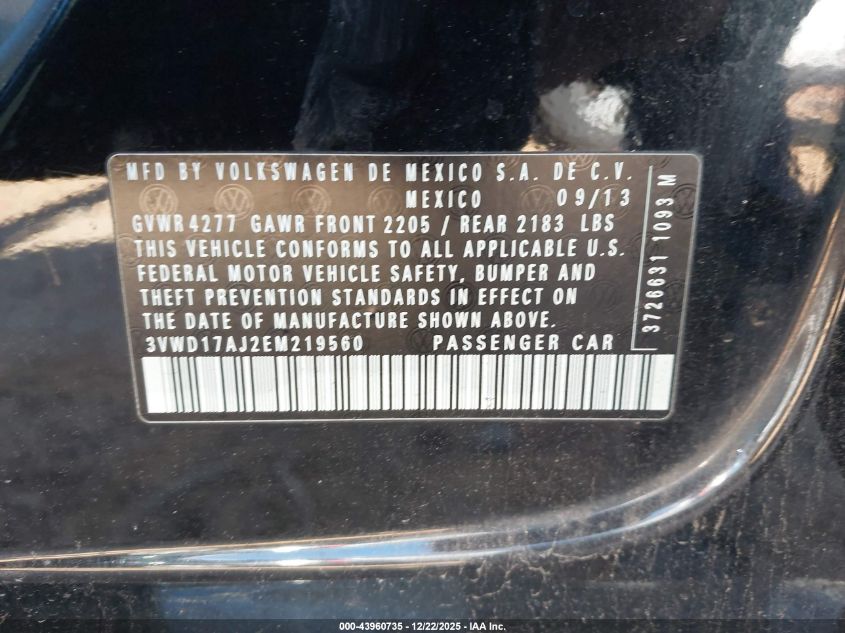 MFD BY VOLKSWAGEN DE MEXICO S.A. DE C.V.
MEXICO 09/13
GVWR 4277 GAWR FRONT 2205 / REAR 2183 LBS
THIS VEHICLE CONFORMS TO ALL APPLICABLE U.S.
FEDERAL MOTOR VEHICLE SAFETY, BUMPER AND
THEFT PREVENTION STANDARDS IN EFFECT ON
THE DATE OF MANUFACTURE SHOWN ABOVE.
3VWD17AJ2EM219560 PASSENGER CAR
3726631 1093 M
000-43960735 - 12/22/2025 - IAA Inc.